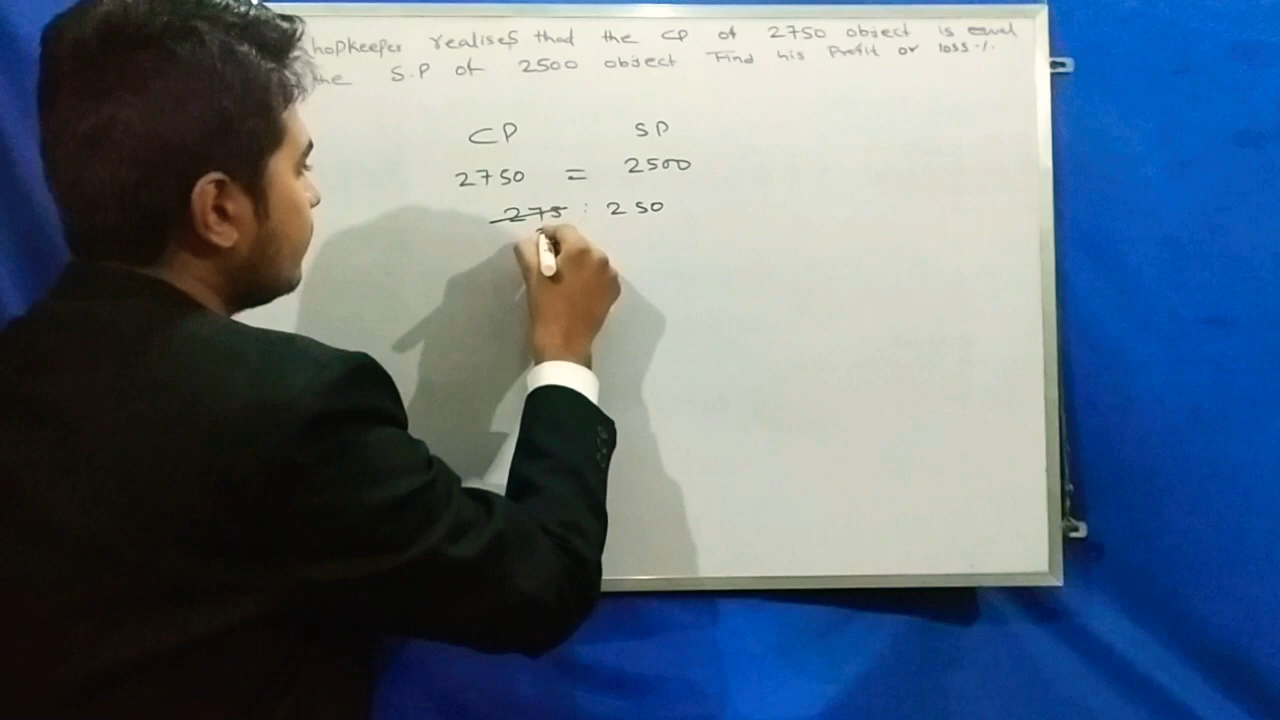 hopkeeper realises that the CP of 2750 object is equal
the S.P of 2500 object Find his Profit or loss %.
CP SP
2750 = 2500
275 : 250